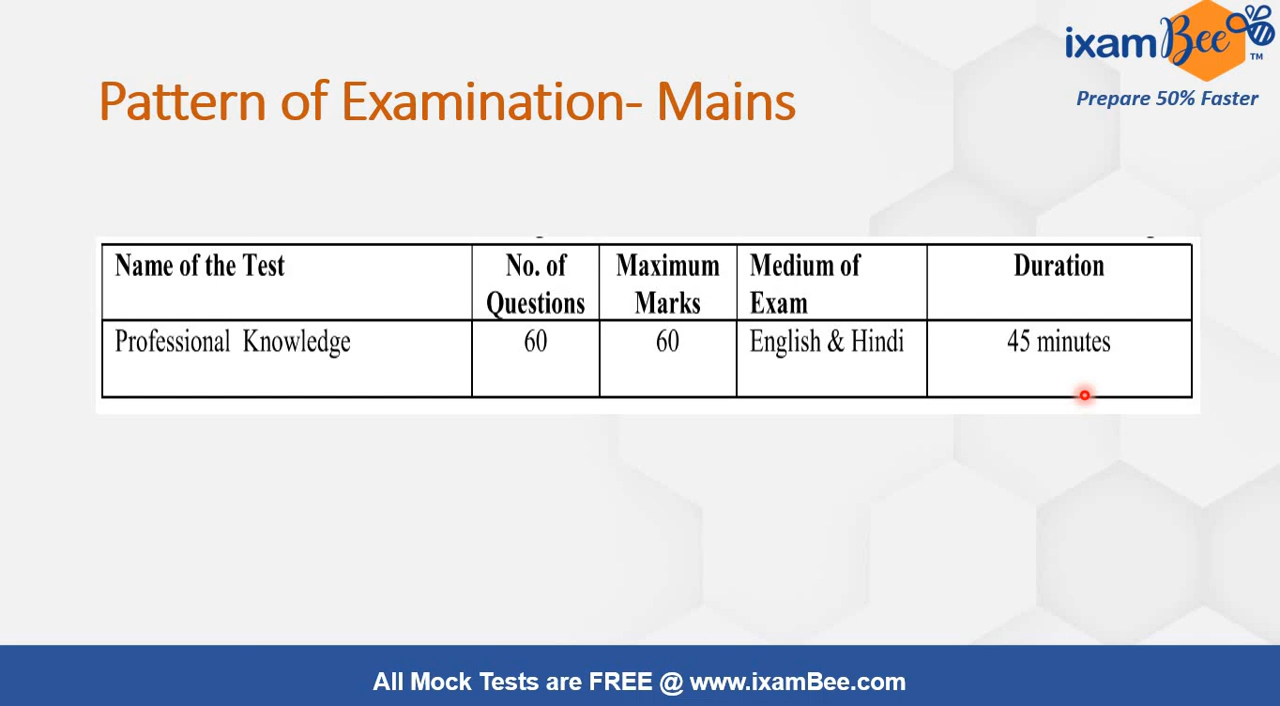 ixamBee
TM
Prepare 50% Faster
Pattern of Examination- Mains
Name of the Test No. of Questions Maximum Marks Medium of Exam Duration
Professional Knowledge 60 60 English & Hindi 45 minutes
All Mock Tests are FREE @ www.ixamBee.com